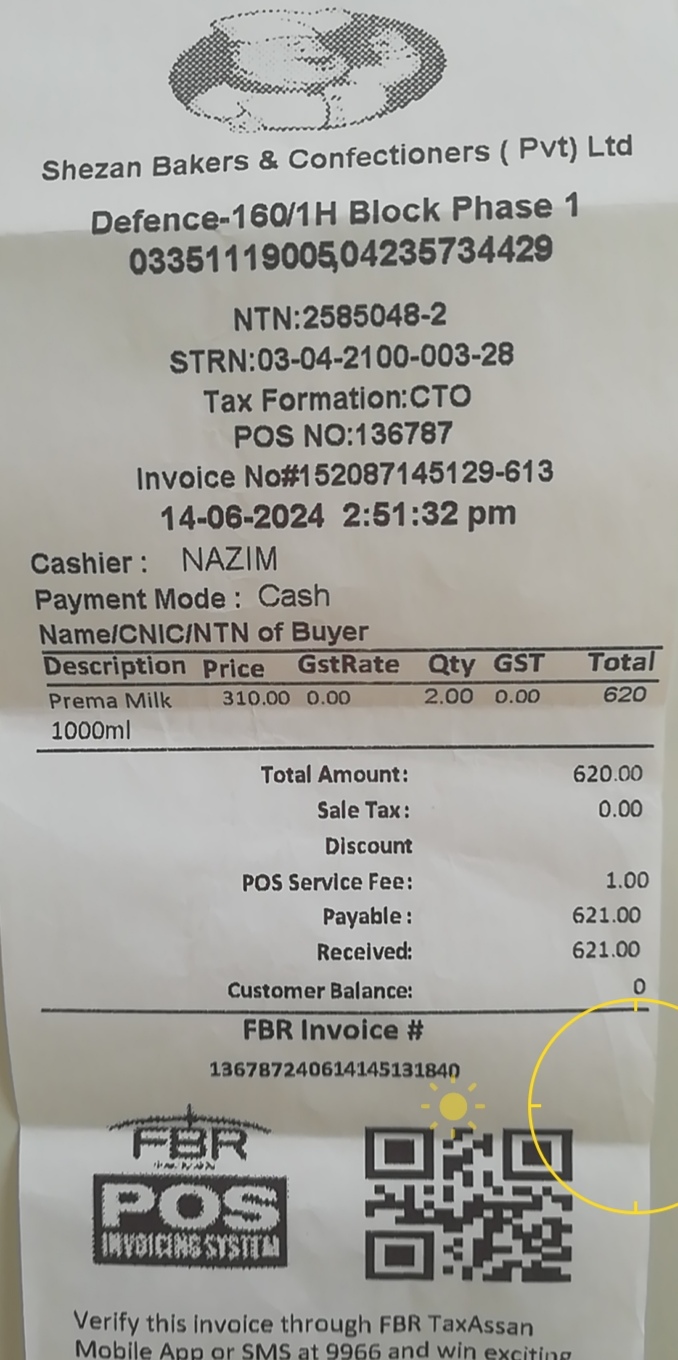 Shezan Bakers & Confectioners ( Pvt) Ltd
Defence-160/1H Block Phase 1
03351119005,04235734429
NTN:2585048-2
STRN:03-04-2100-003-28
Tax Formation:CTO
POS NO:136787
Invoice No#152087145129-613
14-06-2024 2:51:32 pm
Cashier : NAZIM
Payment Mode : Cash
Name/CNIC/NTN of Buyer
Description Price GstRate Qty GST Total
Prema Milk 310.00 0.00 2.00 0.00 620
1000ml
Total Amount: 620.00
Sale Tax: 0.00
Discount
POS Service Fee: 1.00
Payable : 621.00
Received: 621.00
Customer Balance: 0
FBR Invoice #
136787240614145131840
FBR
POS
INVOICING SYSTEM
Verify this invoice through FBR TaxAssan
Mobile App or SMS at 9966 and win exciting